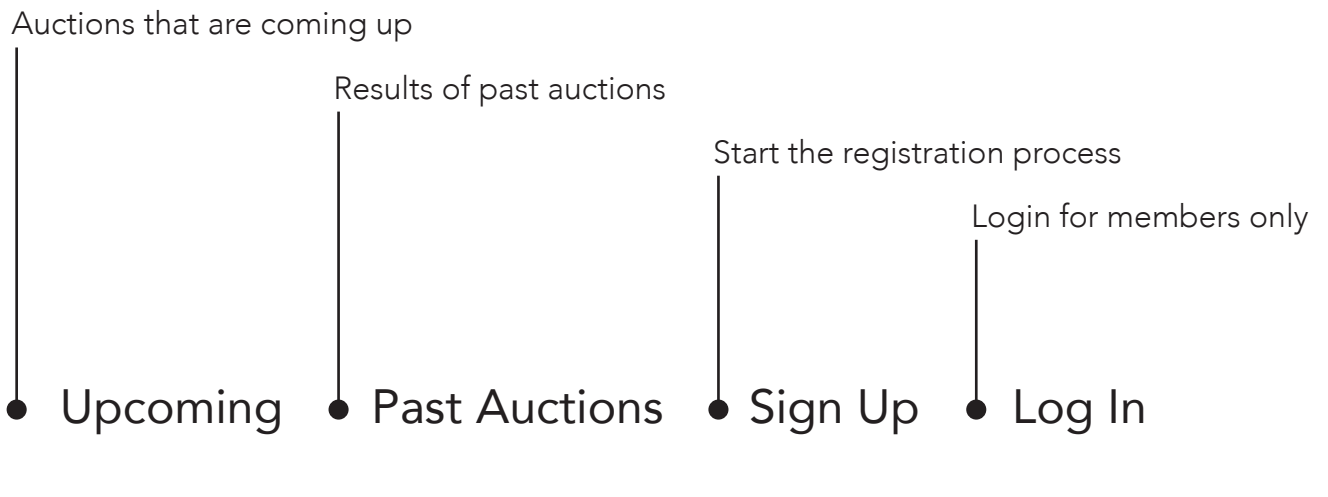 Auctions that are coming up
Results of past auctions
Start the registration process
Login for members only
Upcoming Past Auctions Sign Up Log In